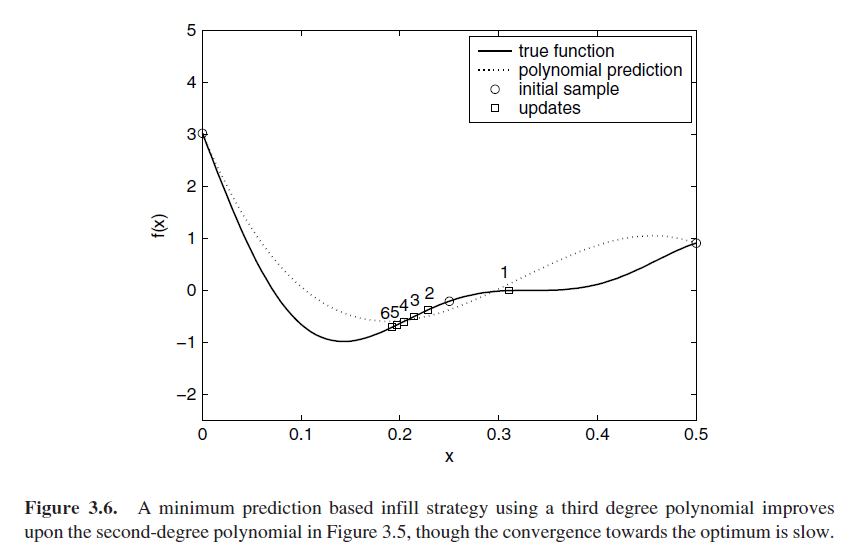 5
4
3
2
1
0
−1
−2
f(x)
true function
polynomial prediction
initial sample
updates
1
2
3
4
5
6
0
0.1
0.2
0.3
0.4
0.5
x
Figure 3.6. A minimum prediction based infill strategy using a third degree polynomial improves
upon the second-degree polynomial in Figure 3.5, though the convergence towards the optimum is slow.